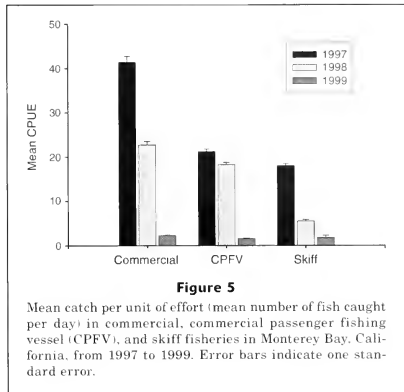 50
40
30
20
10
0
Mean CPUE
1997
1998
1999
Commercial
CPFV
Skiff
Figure 5
Mean catch per unit of effort (mean number of fish caught
per day) in commercial, commercial passenger fishing
vessel (CPFV), and skiff fisheries in Monterey Bay, Cali-
fornia, from 1997 to 1999. Error bars indicate one stan-
dard error.